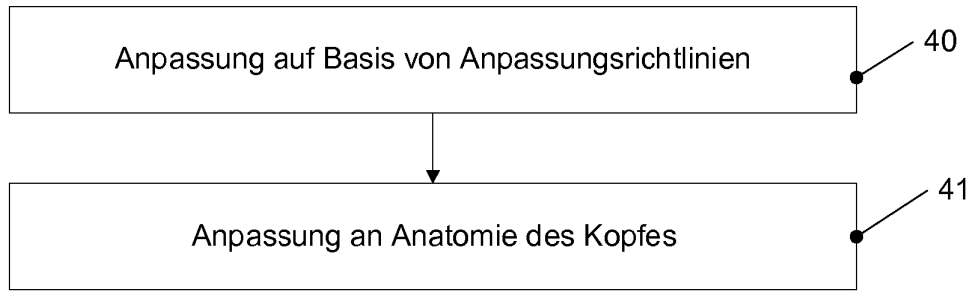 Anpassung auf Basis von Anpassungsrichtlinien
40
Anpassung an Anatomie des Kopfes
41